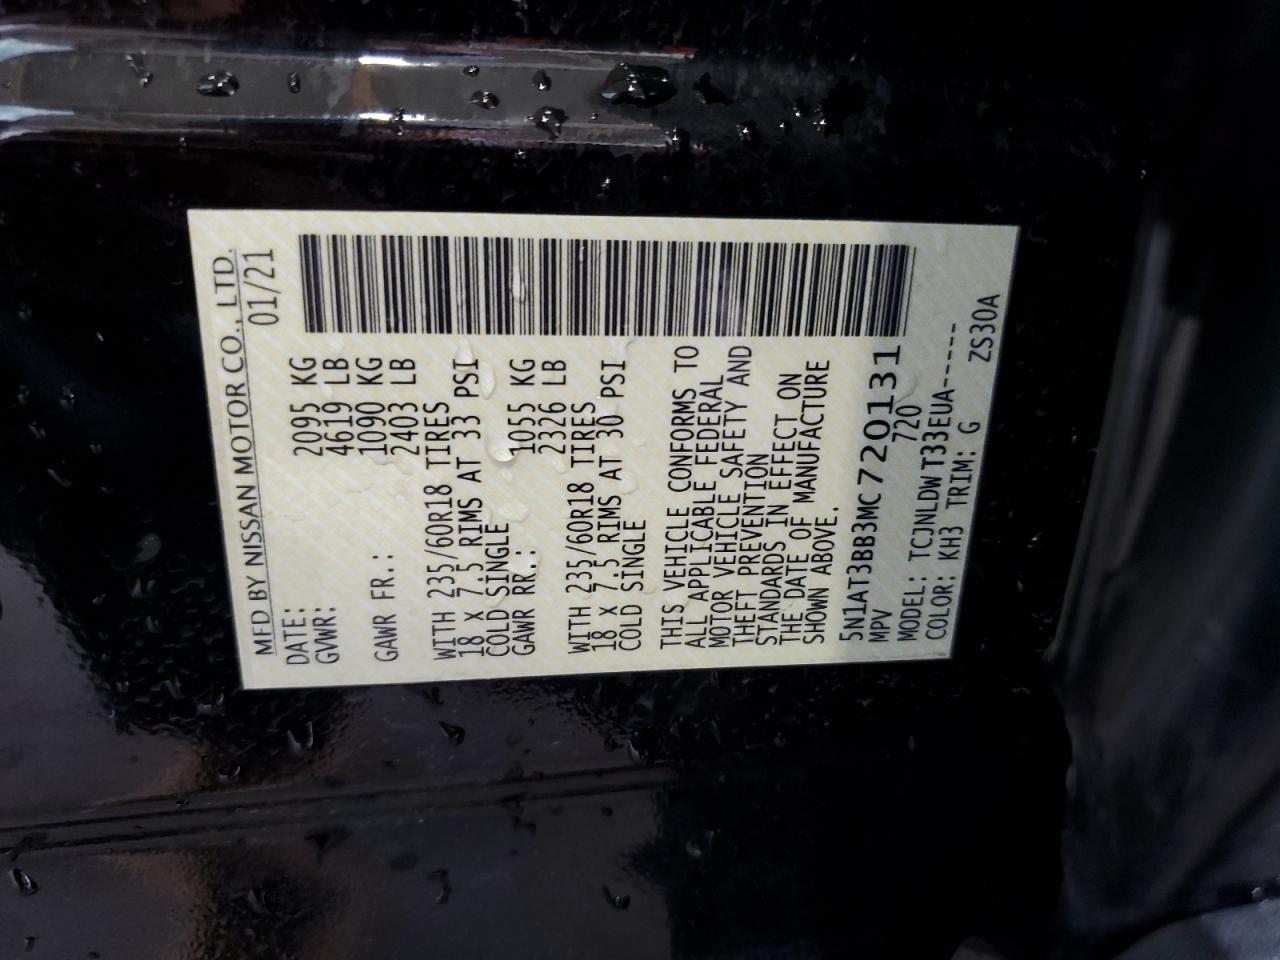 MFD BY NISSAN MOTOR CO., LTD.
DATE: 01/21
GVWR: 2095 KG
4619 LB
GAWR FR.: 1090 KG
2403 LB
WITH 235/60R18 TIRES
18 X 7.5 RIMS AT 33 PSI
COLD SINGLE
GAWR RR.: 1055 KG
2326 LB
WITH 235/60R18 TIRES
18 X 7.5 RIMS AT 30 PSI
COLD SINGLE
THIS VEHICLE CONFORMS TO
ALL APPLICABLE FEDERAL
MOTOR VEHICLE SAFETY AND
THEFT PREVENTION
STANDARDS IN EFFECT ON
THE DATE OF MANUFACTURE
SHOWN ABOVE.
5N1AT3BB3MC720131
MPV 720
MODEL: TCJNLDWT33EUA-----
COLOR: KH3 TRIM: G ZS30A